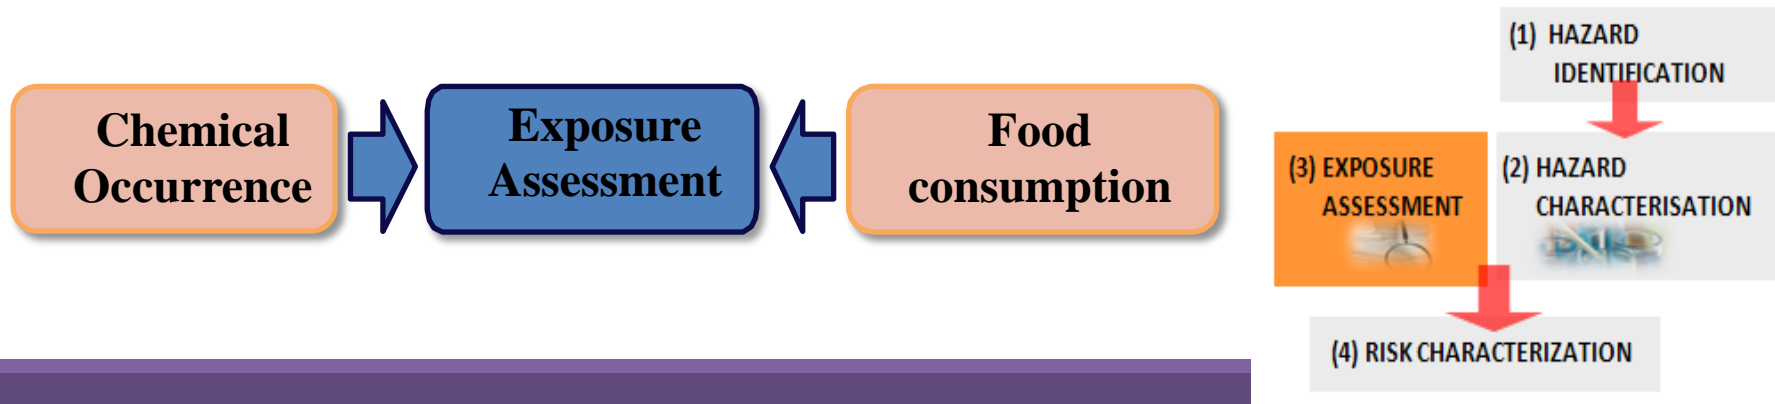 Chemical
Occurrence
Exposure
Assessment
Food
consumption
(1) HAZARD
IDENTIFICATION
(3) EXPOSURE
ASSESSMENT
(2) HAZARD
CHARACTERISATION
(4) RISK CHARACTERIZATION